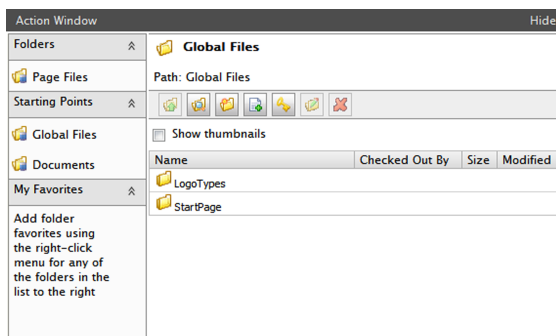 Action Window
Hide
Folders
Page Files
Starting Points
Global Files
Documents
My Favorites
Add folder
favorites using
the right-click
menu for any of
the folders in the
list to the right
Global Files
Path: Global Files
Show thumbnails
Name Checked Out By Size Modified
LogoTypes
StartPage